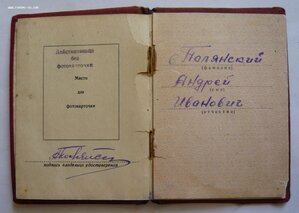 Действительно
без
фотокарточки
Место
для
фотокарточки
подпись владельца удостоверения
Полянский
(фамилия)
Андрей
(имя)
Иванович
(отчество)